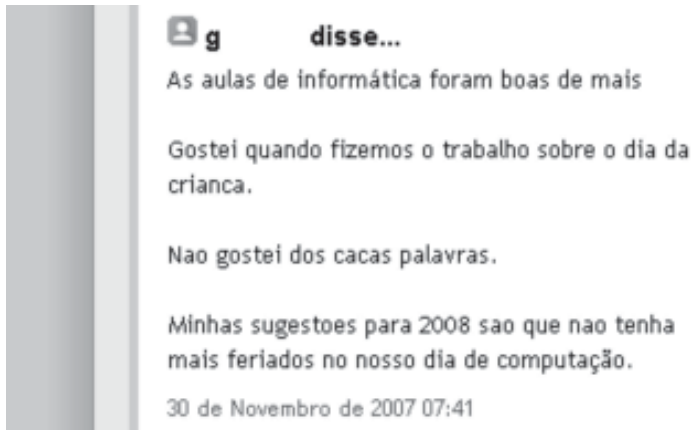 g disse...
As aulas de informática foram boas de mais
Gostei quando fizemos o trabalho sobre o dia da
crianca.
Nao gostei dos cacas palavras.
Minhas sugestoes para 2008 sao que nao tenha
mais feriados no nosso dia de computação.
30 de Novembro de 2007 07:41